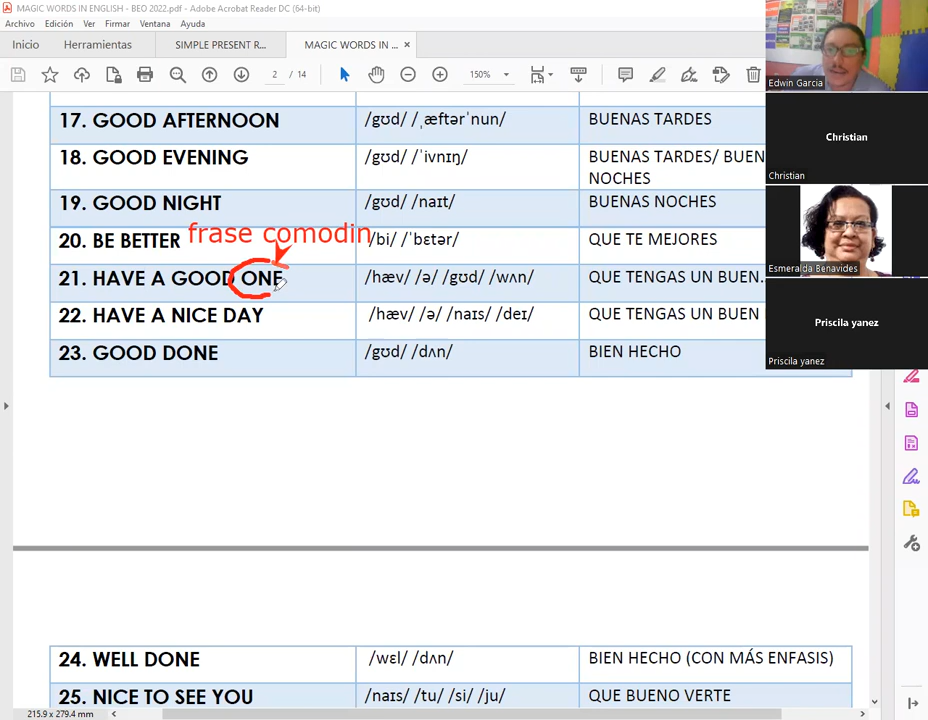 MAGIC WORDS IN ENGLISH - BEO 2022.pdf - Adobe Acrobat Reader DC (64-bit)
Archivo Edición Ver Firmar Ventana Ayuda
Inicio Herramientas SIMPLE PRESENT R... MAGIC WORDS IN ... ×
2 / 14 150%
17. GOOD AFTERNOON /gʊd/ /ˌæftərˈnun/ BUENAS TARDES
18. GOOD EVENING /gʊd/ /ˈivnɪŋ/ BUENAS TARDES/ BUEN
NOCHES
19. GOOD NIGHT /gʊd/ /naɪt/ BUENAS NOCHES
frase comodin
20. BE BETTER /bi/ /ˈbɛtər/ QUE TE MEJORES
21. HAVE A GOOD ONE /hæv/ /ə/ /gʊd/ /wʌn/ QUE TENGAS UN BUEN..
22. HAVE A NICE DAY /hæv/ /ə/ /naɪs/ /deɪ/ QUE TENGAS UN BUEN
23. GOOD DONE /gʊd/ /dʌn/ BIEN HECHO
24. WELL DONE /wɛl/ /dʌn/ BIEN HECHO (CON MÁS ENFASIS)
25. NICE TO SEE YOU /naɪs/ /tu/ /si/ /ju/ QUE BUENO VERTE
215.9 x 279.4 mm
Edwin Garcia
Christian
Christian
Esmeralda Benavides
Priscila yanez
Priscila yanez